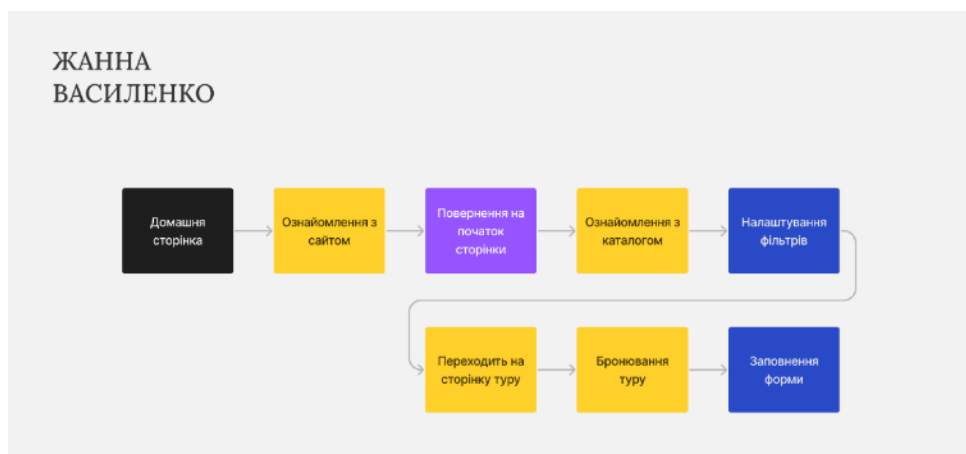 ЖАННА
ВАСИЛЕНКО
Домашня
сторінка
Ознайомлення з
сайтом
Повернення на
початок
сторінки
Ознайомлення з
каталогом
Налаштування
фільтрів
Переходить на
сторінку туру
Бронювання
туру
Заповнення
форми